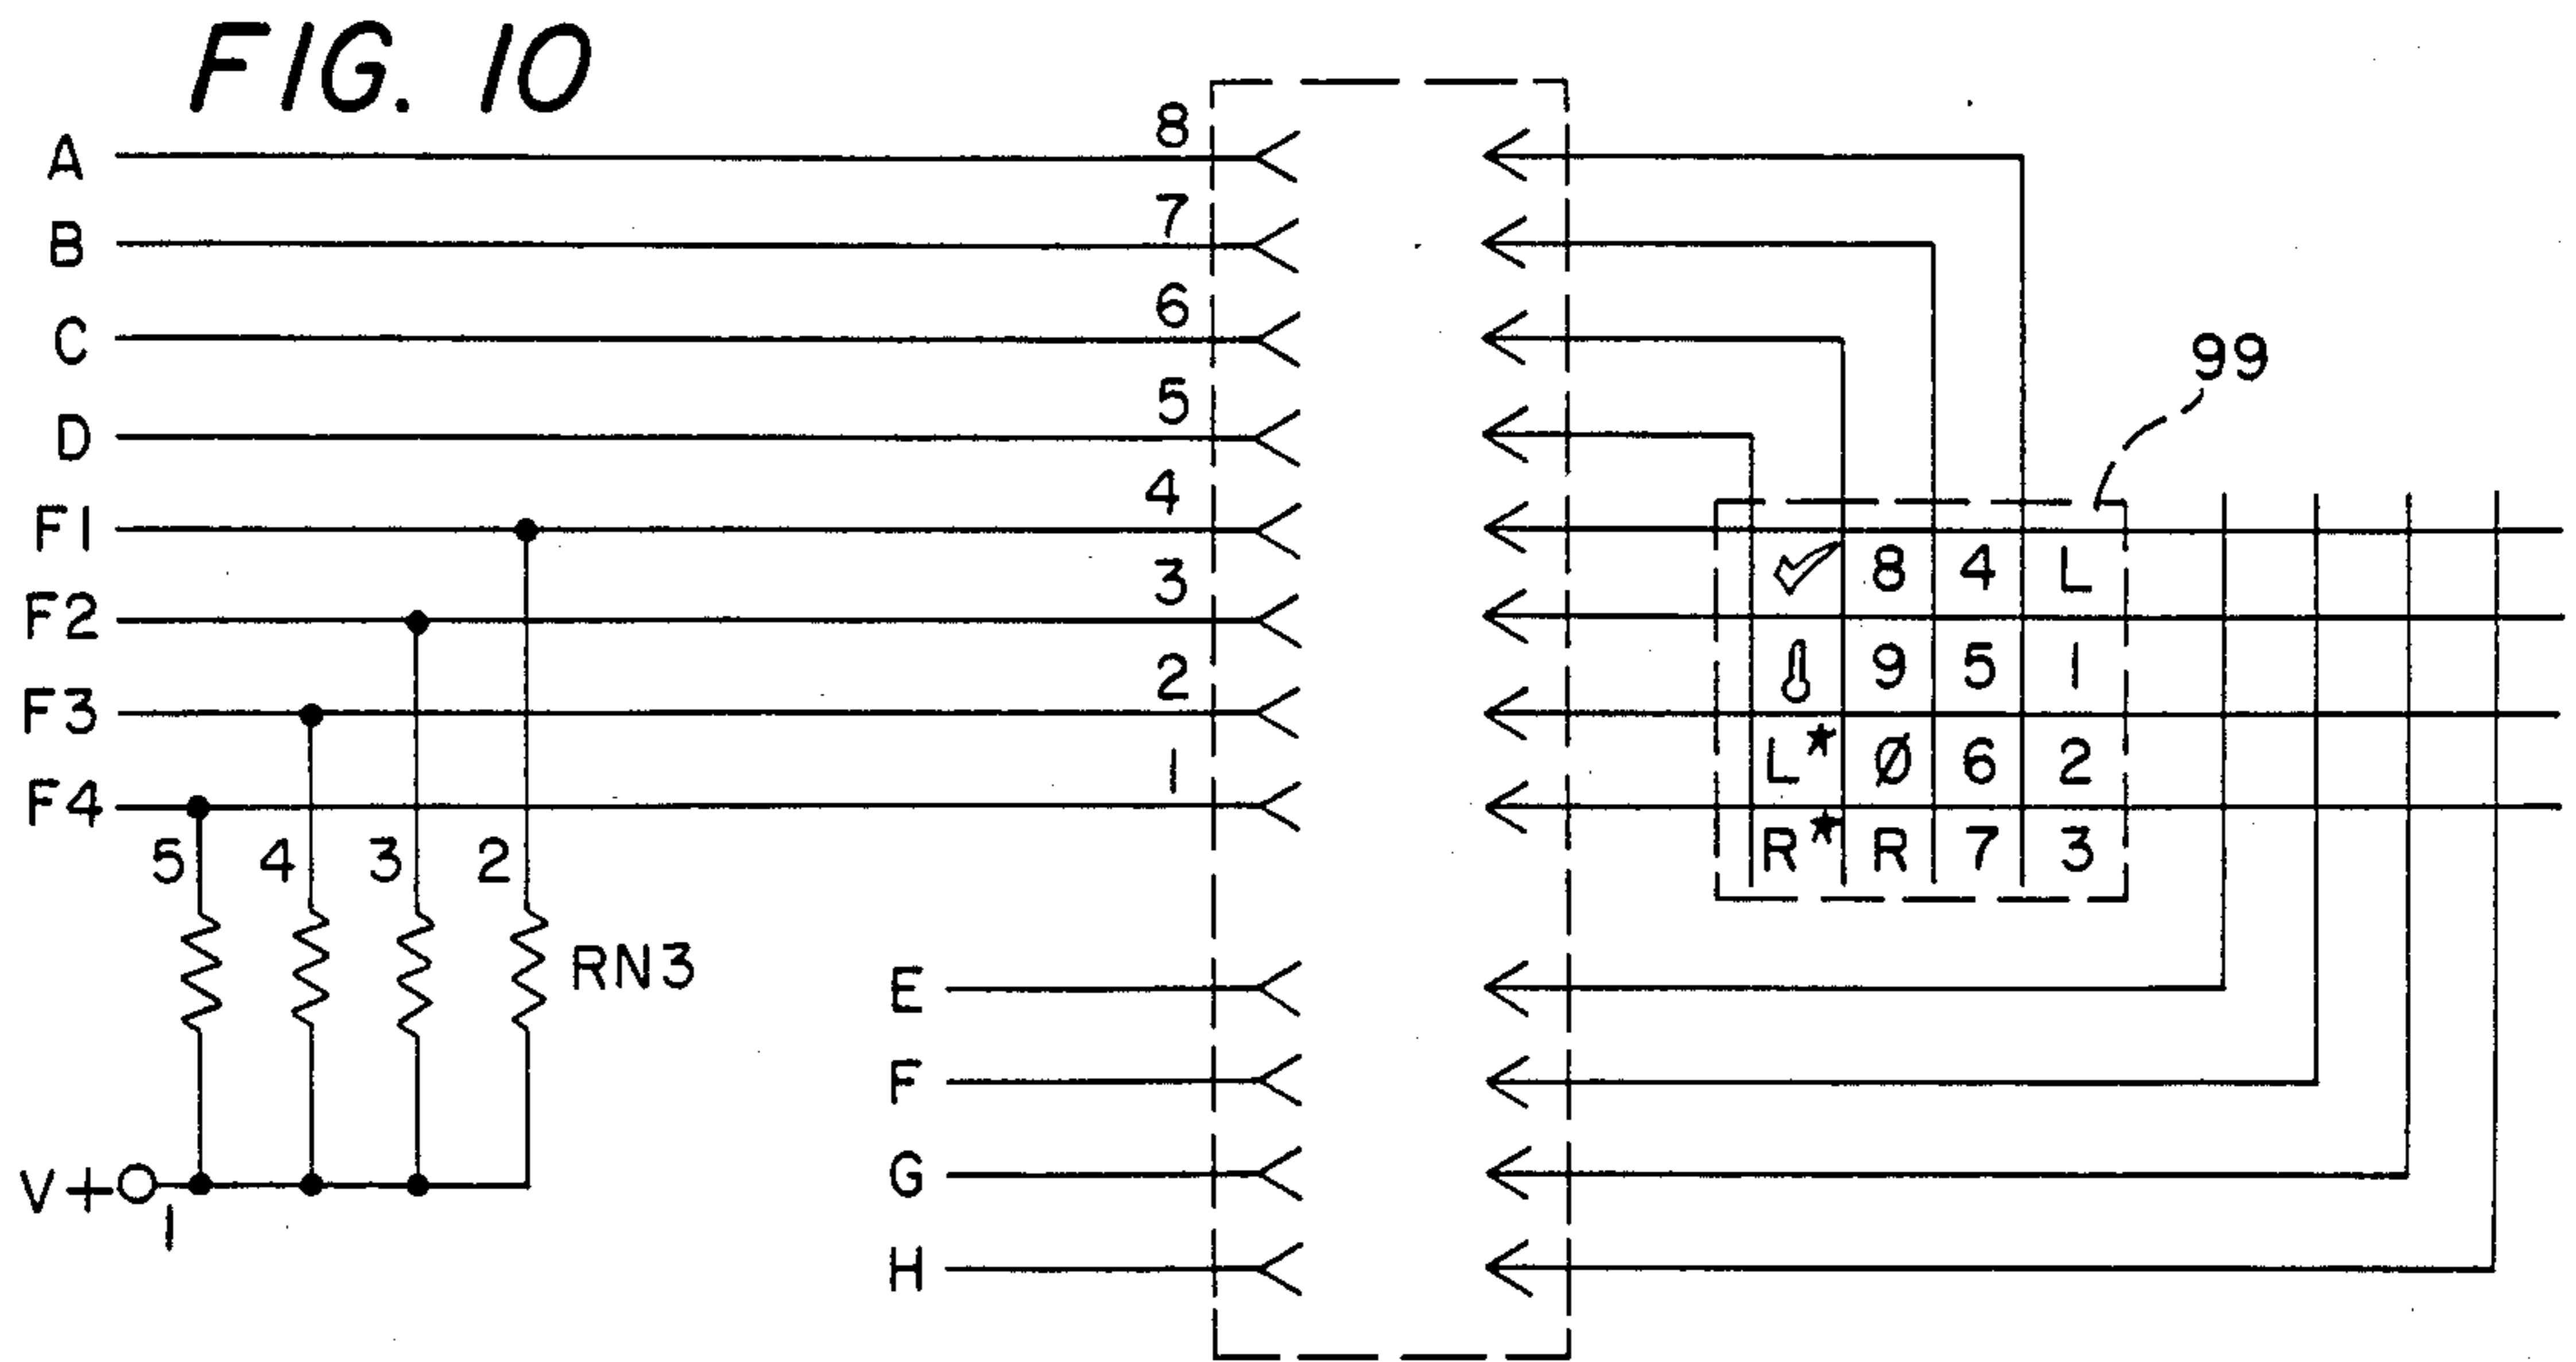 FIG. 10
A 8
B 7
C 6
D 5
99
F1 4
✓ 8 4 L
F2 3
9 5 1
F3 2
L* Ø 6 2
F4 1
R* R 7 3
5 4 3 2
RN3
E
F
V+ 1
G
H